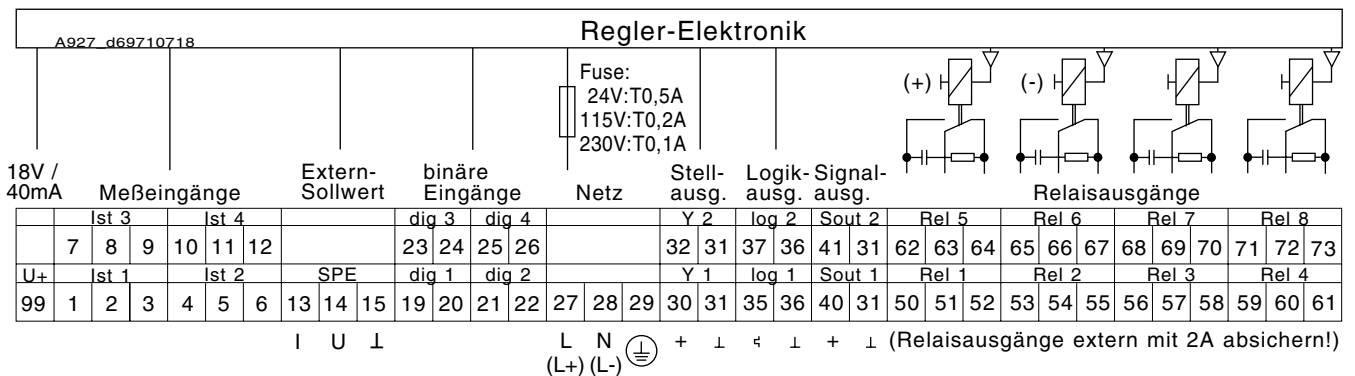 Regler-Elektronik
A927_d69710718
Fuse:
24V:T0,5A
115V:T0,2A
230V:T0,1A
(+) (-)
18V / 40mA
Meßeingänge
Extern-Sollwert
binäre Eingänge
Netz
Stell-ausg.
Logik-ausg.
Signal-ausg.
Relaisausgänge
Ist 3 Ist 4 dig 3 dig 4 Y 2 log 2 Sout 2 Rel 5 Rel 6 Rel 7 Rel 8
7 8 9 10 11 12 23 24 25 26 32 31 37 36 41 31 62 63 64 65 66 67 68 69 70 71 72 73
U+ Ist 1 Ist 2 SPE dig 1 dig 2 Y 1 log 1 Sout 1 Rel 1 Rel 2 Rel 3 Rel 4
99 1 2 3 4 5 6 13 14 15 19 20 21 22 27 28 29 30 31 35 36 40 31 50 51 52 53 54 55 56 57 58 59 60 61
I U ⊥ L N + ⊥ ⊥ + ⊥ (Relaisausgänge extern mit 2A absichern!)
(L+) (L-)